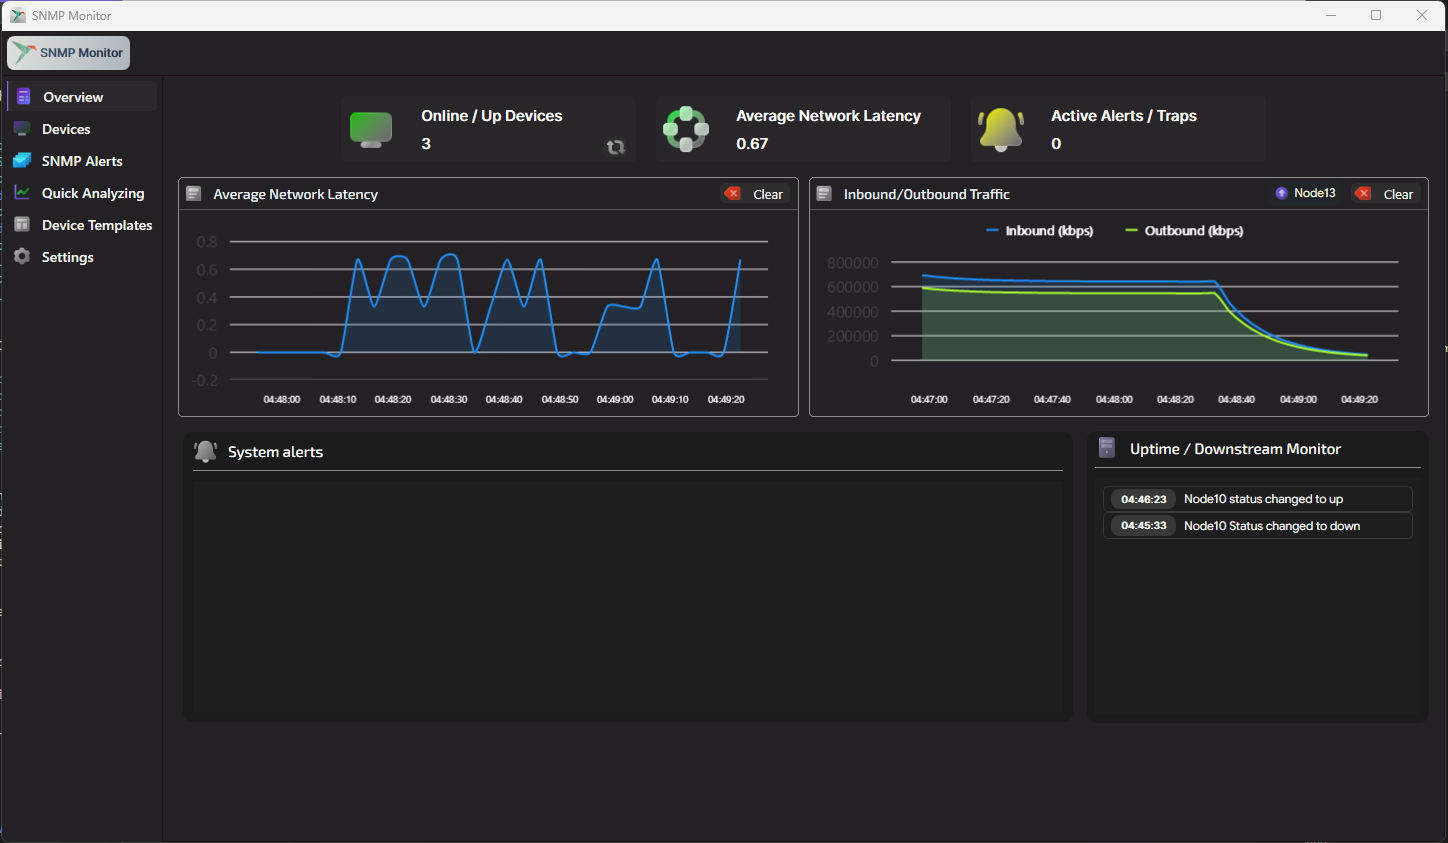 SNMP Monitor
SNMP Monitor
Overview
Devices
SNMP Alerts
Quick Analyzing
Device Templates
Settings
Online / Up Devices
3
Average Network Latency
0.67
Active Alerts / Traps
0
Average Network Latency
Clear
0.8
0.6
0.4
0.2
0
-0.2
04:48:00 04:48:10 04:48:20 04:48:30 04:48:40 04:48:50 04:49:00 04:49:10 04:49:20
Inbound/Outbound Traffic
Node13
Clear
Inbound (kbps) Outbound (kbps)
800000
600000
400000
200000
0
04:47:00 04:47:20 04:47:40 04:48:00 04:48:20 04:48:40 04:49:00 04:49:20
System alerts
Uptime / Downstream Monitor
04:46:23 Node10 status changed to up
04:45:33 Node10 Status changed to down